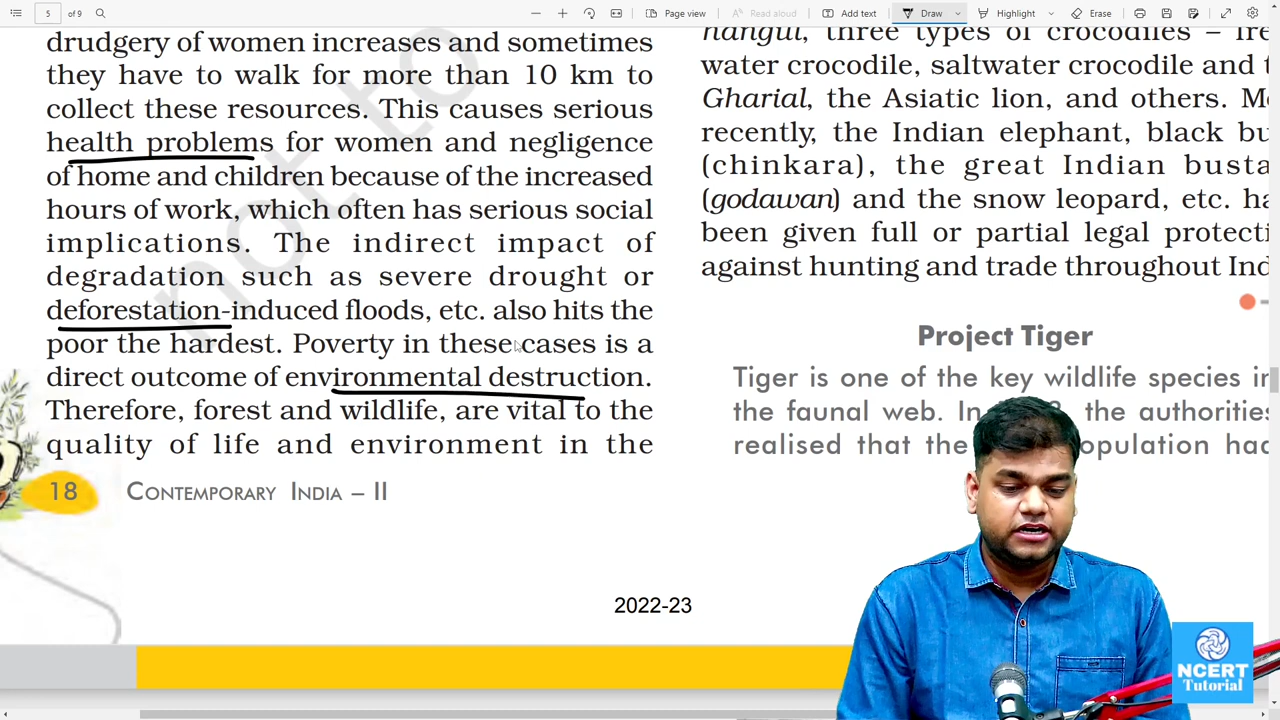 5 of 9
Page view
Read aloud
Add text
Draw
Highlight
Erase
drudgery of women increases and sometimes
they have to walk for more than 10 km to
collect these resources. This causes serious
health problems for women and negligence
of home and children because of the increased
hours of work, which often has serious social
implications. The indirect impact of
degradation such as severe drought or
deforestation-induced floods, etc. also hits the
poor the hardest. Poverty in these cases is a
direct outcome of environmental destruction.
Therefore, forest and wildlife, are vital to the
quality of life and environment in the
18 CONTEMPORARY INDIA – II
not to
hangul, three types of crocodiles –
water crocodile, saltwater crocodile and
Gharial, the Asiatic lion, and others.
recently, the Indian elephant, black
(chinkara), the great Indian
(godawan) and the snow leopard, etc.
been given full or partial legal
against hunting and trade throughout
Project Tiger
Tiger is one of the key wildlife species
the faunal web. In the authorities
realised that the had
2022-23
NCERT
Tutorial